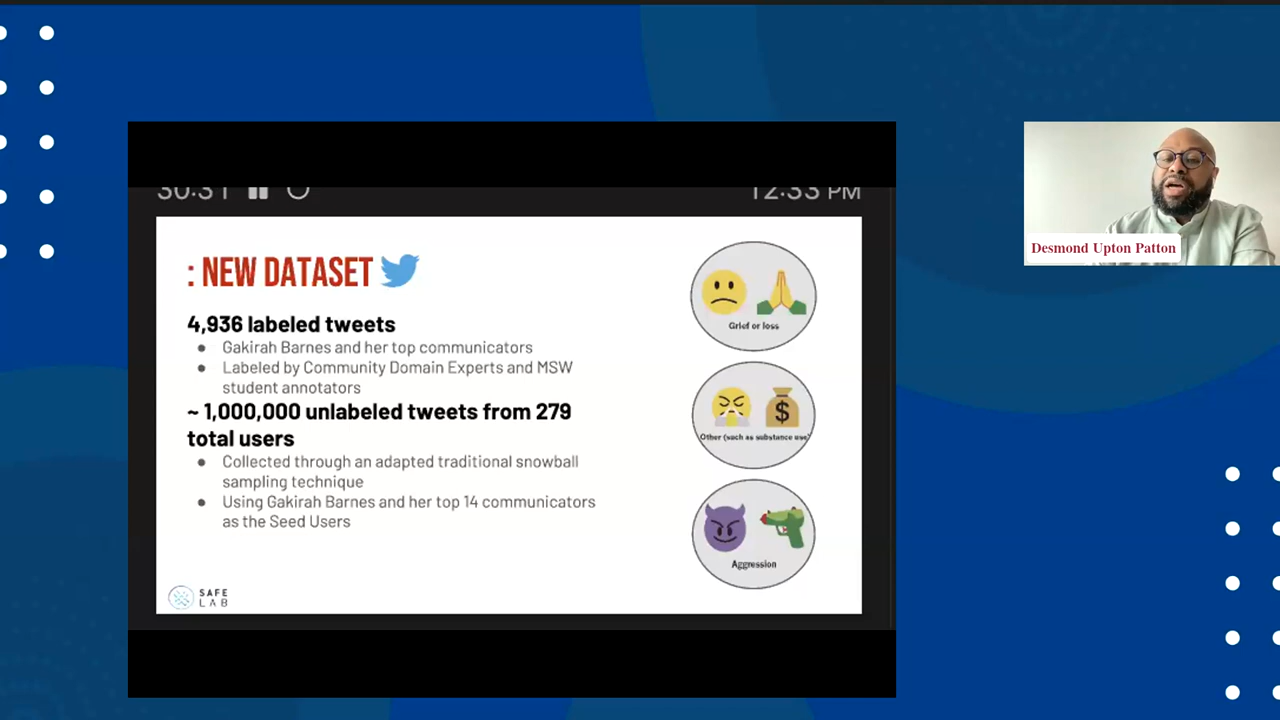 30:31
12:33 PM
: NEW DATASET
4,936 labeled tweets
● Gakirah Barnes and her top communicators
● Labeled by Community Domain Experts and MSW
student annotators
~ 1,000,000 unlabeled tweets from 279
total users
● Collected through an adapted traditional snowball
sampling technique
● Using Gakirah Barnes and her top 14 communicators
as the Seed Users
Grief or loss
$
Other (such as substance use)
Aggression
SAFE
LAB
Desmond Upton Patton